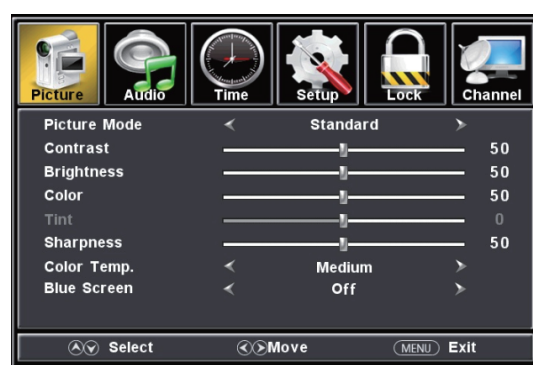 Picture Audio Time Setup Lock Channel
Picture Mode Standard
Contrast 50
Brightness 50
Color 50
Tint 0
Sharpness 50
Color Temp. Medium
Blue Screen Off
Select Move MENU Exit